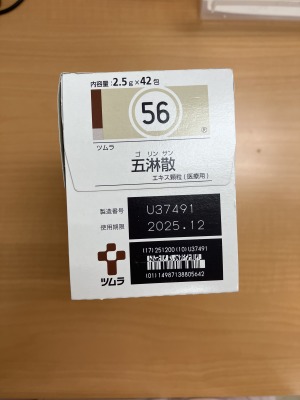 内容量:2.5g×42包
56
®
ツムラ
ゴリンサン
五淋散
エキス顆粒(医療用)
製造番号 U37491
使用期限 2025.12
(17)251200(10)U37491
(01)14987138805642
ツムラ